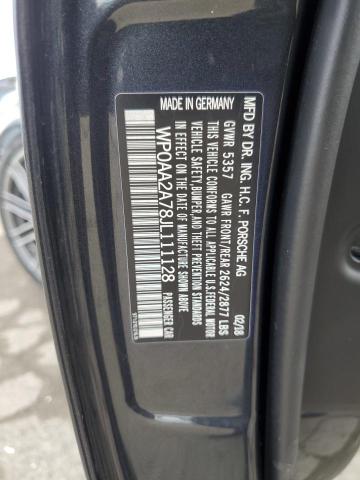 MFD BY DR. ING. H.C. F. PORSCHE AG 02/18
GVWR 5357 GAWR FRONT/REAR 2624/2877 LBS
THIS VEHICLE CONFORMS TO ALL APPLICABLE U.S.FEDERAL MOTOR
VEHICLE SAFETY,BUMPER AND THEFT PREVENTION STANDARDS
IN EFFECT ON THE DATE OF MANUFACTURE SHOWN ABOVE
WP0AA2A78JL111128 PASSENGER CAR
MADE IN GERMANY